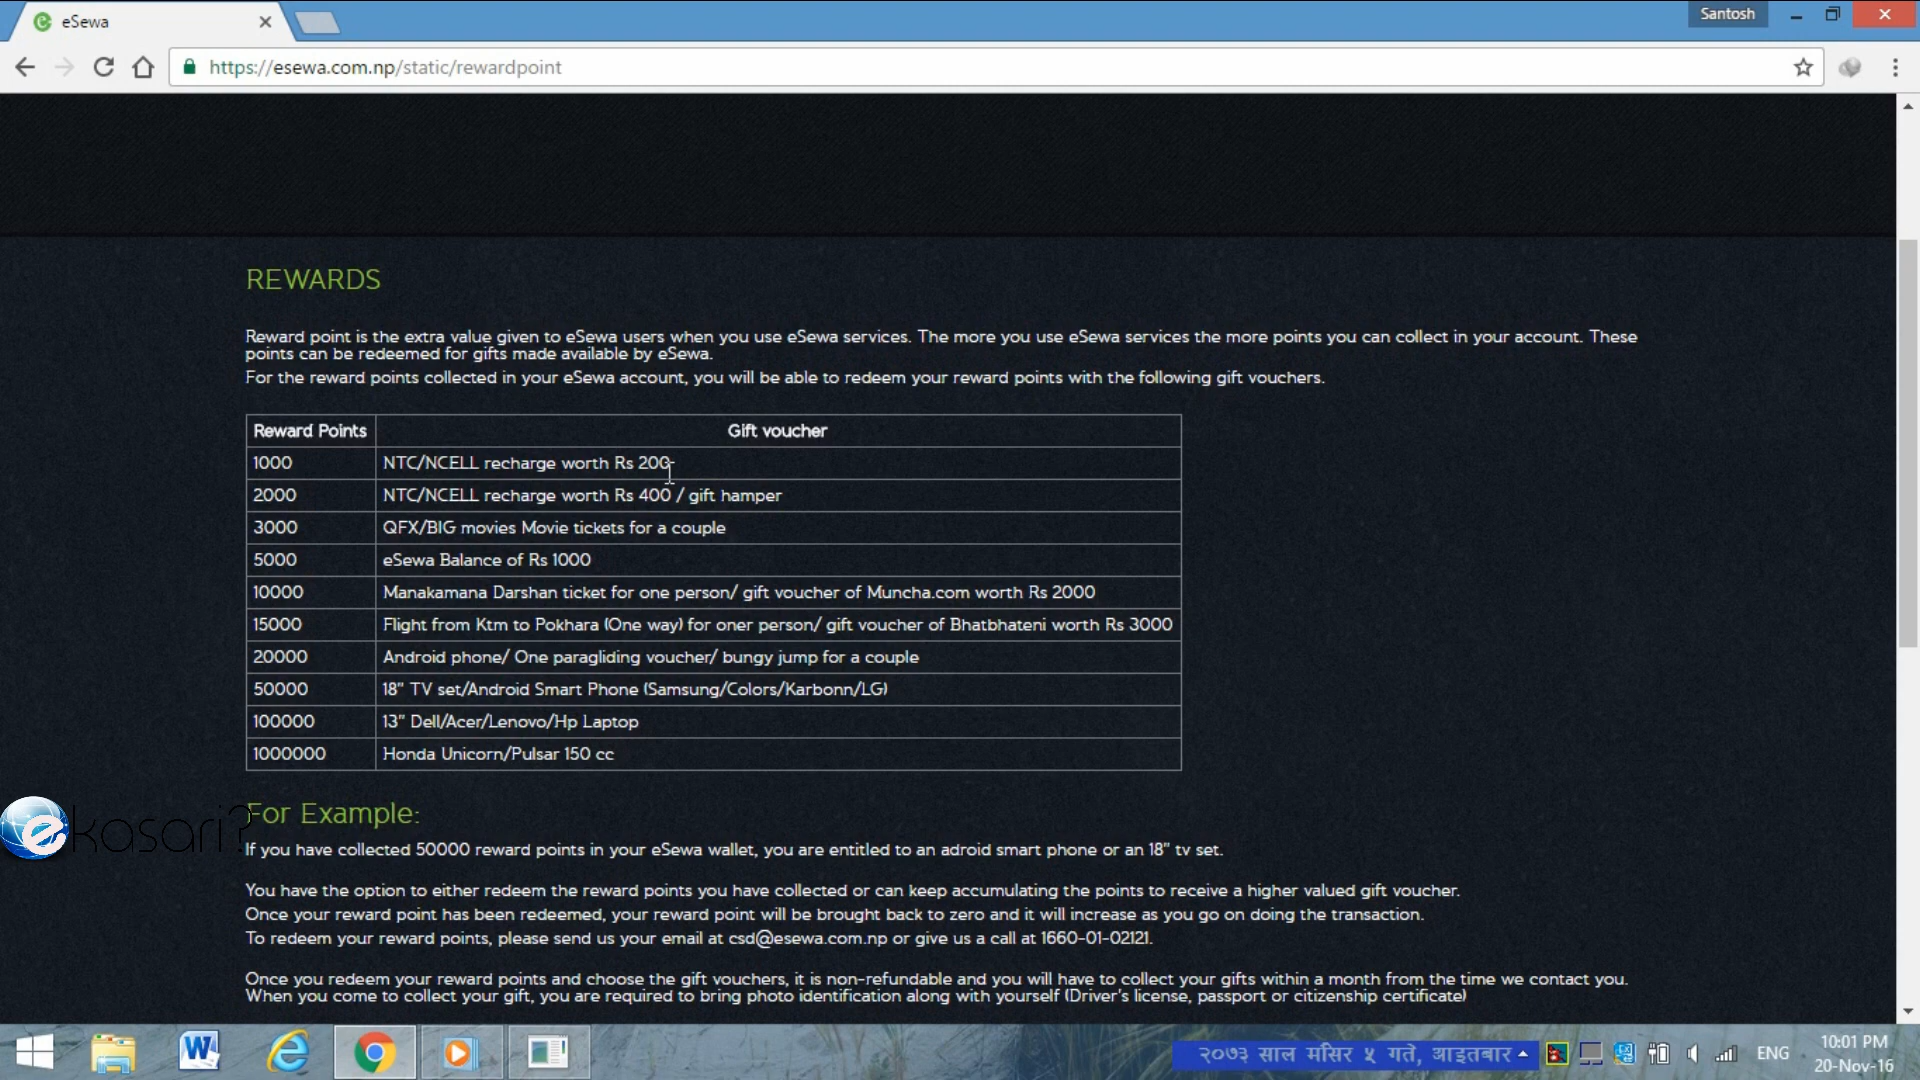 eSewa
Santosh
https://esewa.com.np/static/rewardpoint
REWARDS
Reward point is the extra value given to eSewa users when you use eSewa services. The more you use eSewa services the more points you can collect in your account. These
points can be redeemed for gifts made available by eSewa.
For the reward points collected in your eSewa account, you will be able to redeem your reward points with the following gift vouchers.
Reward Points Gift voucher
1000 NTC/NCELL recharge worth Rs 200
2000 NTC/NCELL recharge worth Rs 400 / gift hamper
3000 QFX/BIG movies Movie tickets for a couple
5000 eSewa Balance of Rs 1000
10000 Manakamana Darshan ticket for one person/ gift voucher of Muncha.com worth Rs 2000
15000 Flight from Ktm to Pokhara (One way) for oner person/ gift voucher of Bhatbhateni worth Rs 3000
20000 Android phone/ One paragliding voucher/ bungy jump for a couple
50000 18" TV set/Android Smart Phone (Samsung/Colors/Karbonn/LG)
100000 13" Dell/Acer/Lenovo/Hp Laptop
1000000 Honda Unicorn/Pulsar 150 cc
For Example:
ekasari?
If you have collected 50000 reward points in your eSewa wallet, you are entitled to an adroid smart phone or an 18" tv set.
You have the option to either redeem the reward points you have collected or can keep accumulating the points to receive a higher valued gift voucher.
Once your reward point has been redeemed, your reward point will be brought back to zero and it will increase as you go on doing the transaction.
To redeem your reward points, please send us your email at csd@esewa.com.np or give us a call at 1660-01-02121.
Once you redeem your reward points and choose the gift vouchers, it is non-refundable and you will have to collect your gifts within a month from the time we contact you.
When you come to collect your gift, you are required to bring photo identification along with yourself (Driver's license, passport or citizenship certificate)
२०७३ साल मंसिर ५ गते, आइतबार
ENG
10:01 PM
20-Nov-16